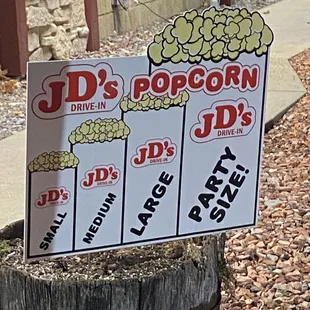 JD's
DRIVE-IN
POPCORN
JD's
DRIVE-IN
SMALL
JD's
DRIVE-IN
MEDIUM
JD's
DRIVE-IN
LARGE
JD's
DRIVE-IN
PARTY
SIZE!